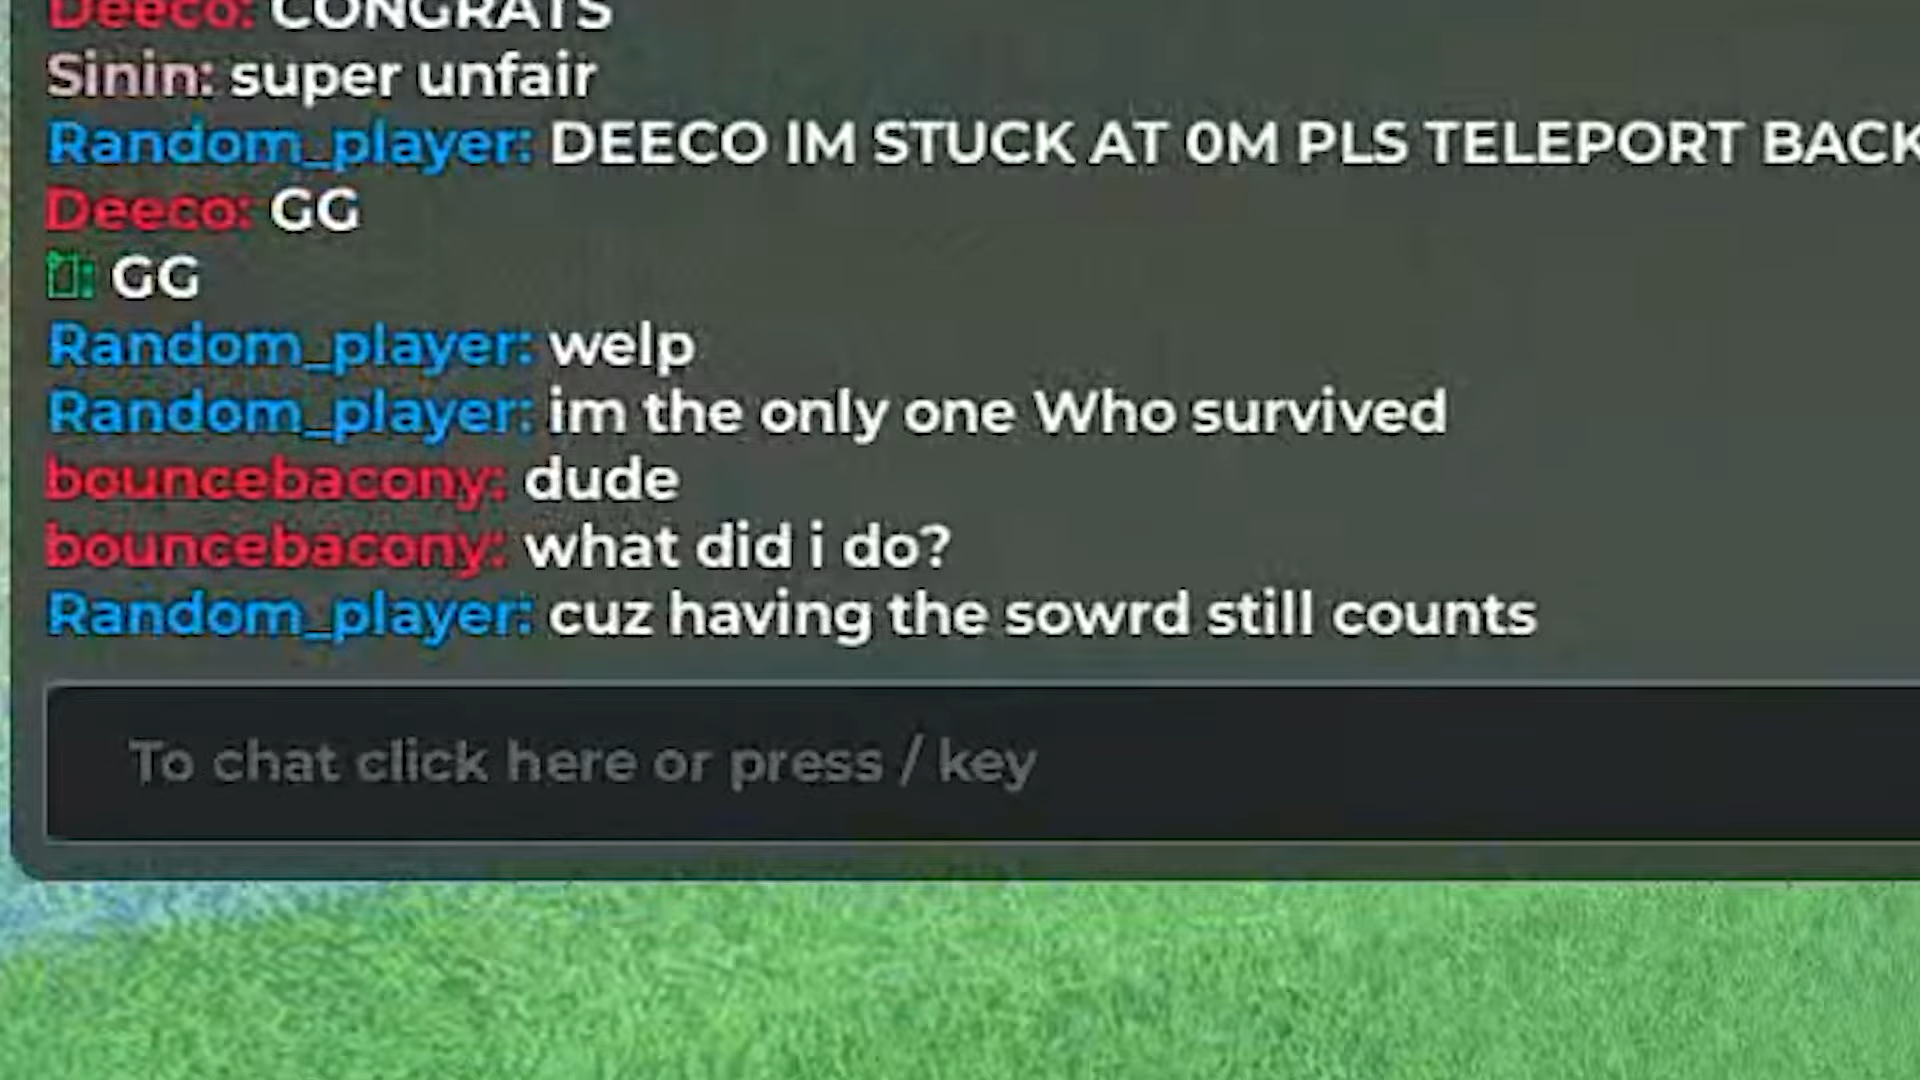 Deeco: CONGRATS
Sinin: super unfair
Random_player: DEECO IM STUCK AT 0M PLS TELEPORT BACK
Deeco: GG
: GG
Random_player: welp
Random_player: im the only one Who survived
bouncebacony: dude
bouncebacony: what did i do?
Random_player: cuz having the sowrd still counts
To chat click here or press / key